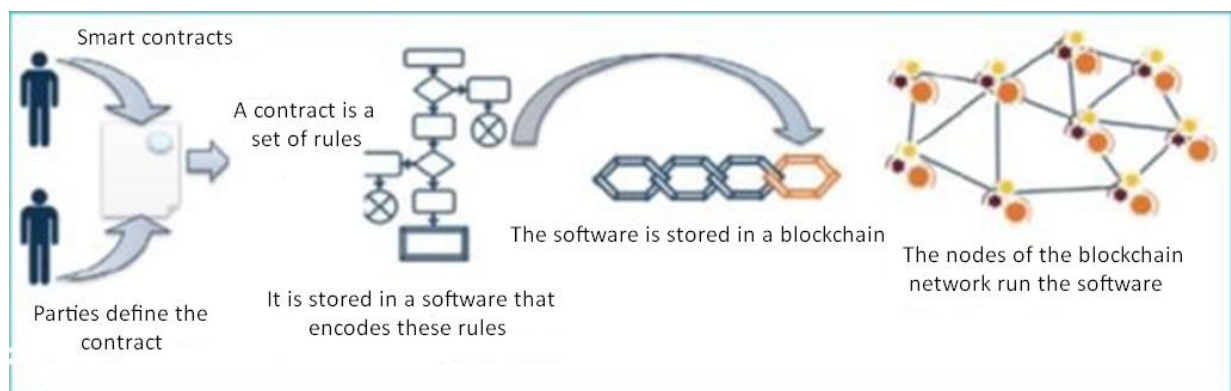 Smart contracts
A contract is a
set of rules
Parties define the
contract
It is stored in a software that
encodes these rules
The software is stored in a blockchain
The nodes of the blockchain
network run the software